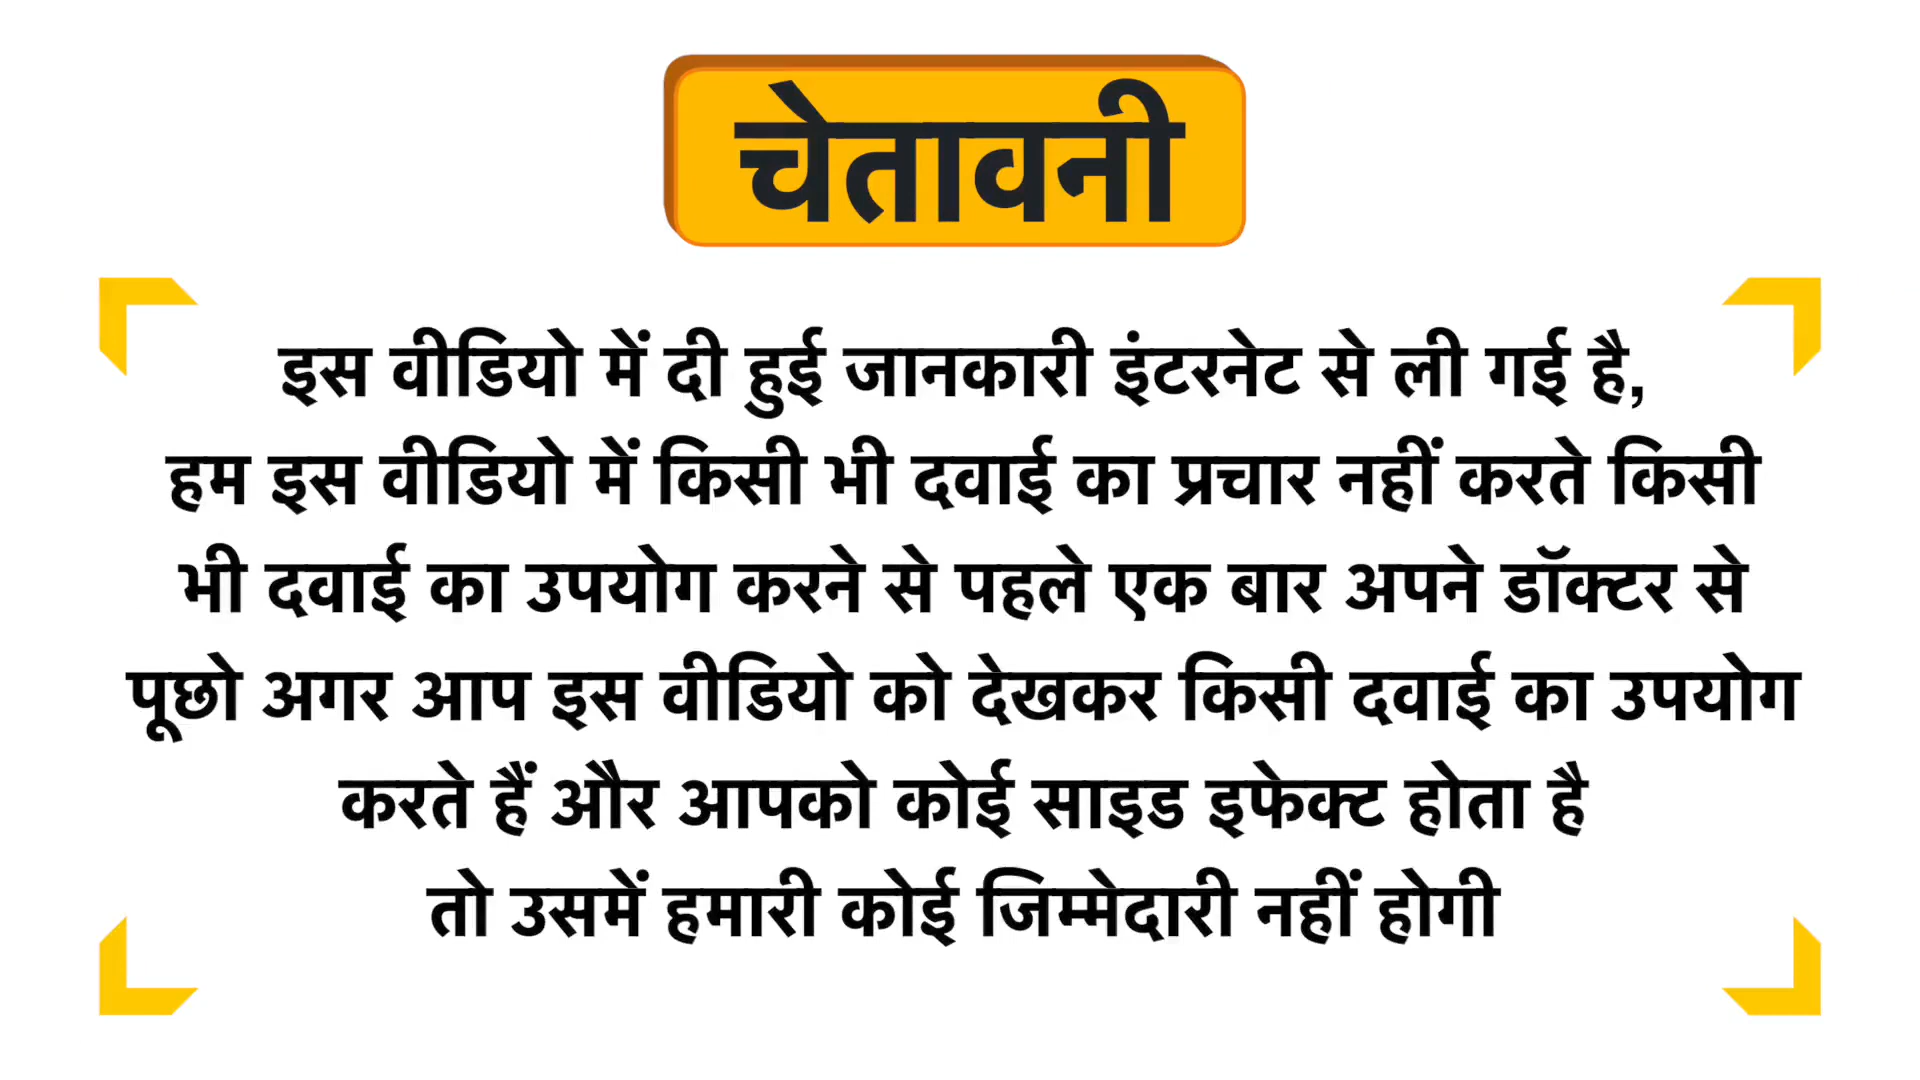 चेतावनी
इस वीडियो में दी हुई जानकारी इंटरनेट से ली गई है,
हम इस वीडियो में किसी भी दवाई का प्रचार नहीं करते किसी
भी दवाई का उपयोग करने से पहले एक बार अपने डॉक्टर से
पूछो अगर आप इस वीडियो को देखकर किसी दवाई का उपयोग
करते हैं और आपको कोई साइड इफेक्ट होता है
तो उसमें हमारी कोई जिम्मेदारी नहीं होगी